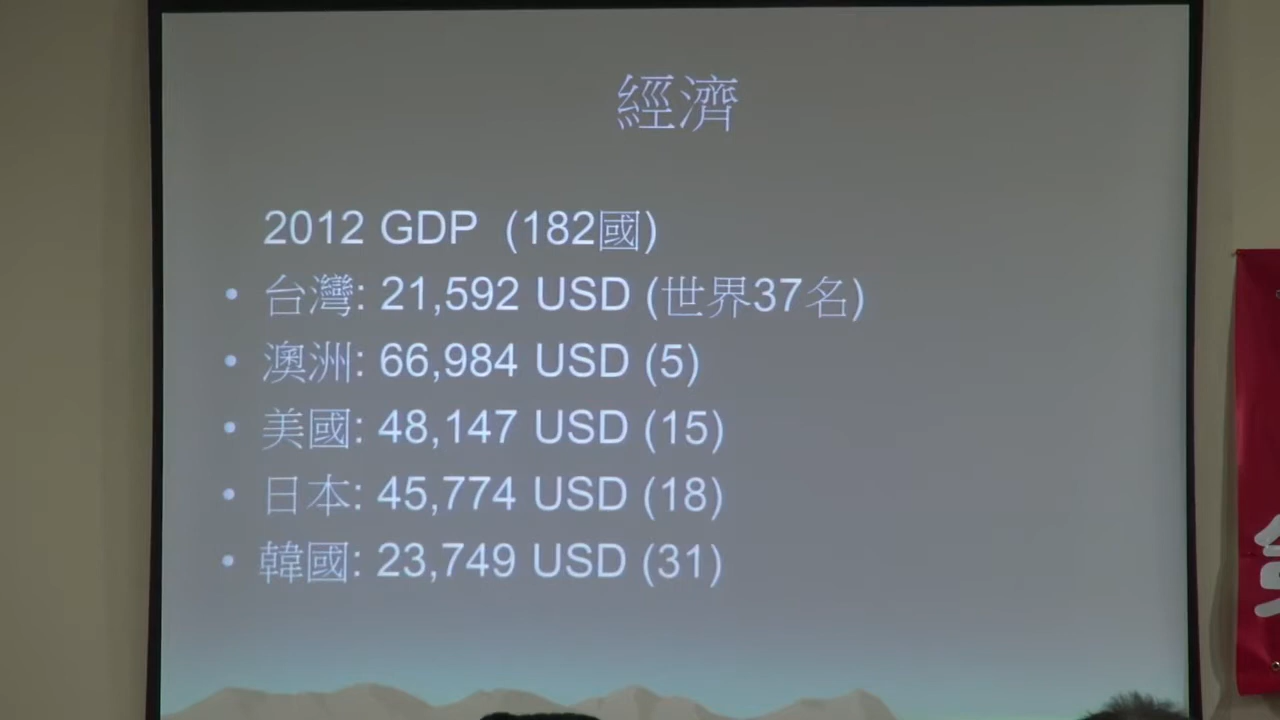 經濟
2012 GDP (182國)
• 台灣: 21,592 USD (世界37名)
• 澳洲: 66,984 USD (5)
• 美國: 48,147 USD (15)
• 日本: 45,774 USD (18)
• 韓國: 23,749 USD (31)